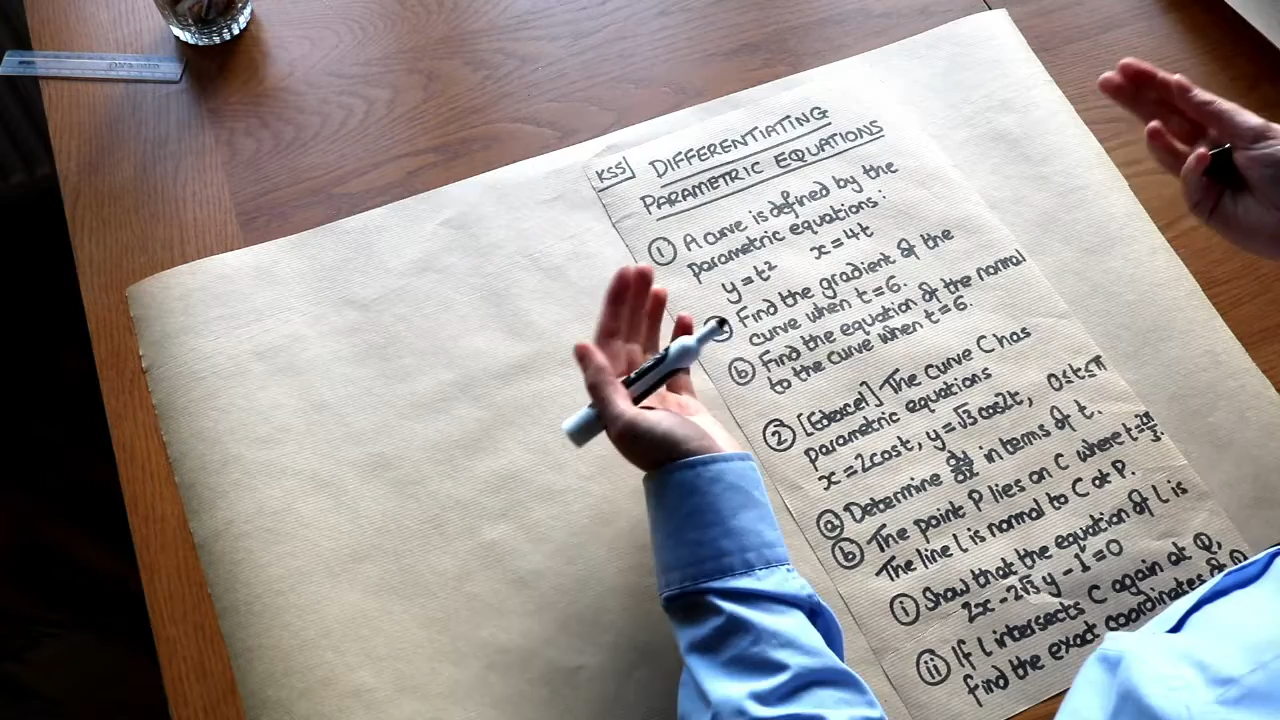 KS5
DIFFERENTIATING
PARAMETRIC EQUATIONS
① A curve is defined by the
parametric equations:
y = t² x = 4t
Find the gradient of the
curve when t = 6.
ⓑ Find the equation of the normal
to the curve when t = 6.
② [Edexcel] The curve C has
parametric equations
x = 2cost, y = √3 cos2t, 0 ≤ t ≤ π
ⓐ Determine dy/dx in terms of t.
ⓑ The point P lies on C where t = 2π/3.
The line l is normal to C at P.
ⓘ Show that the equation of l is
2x - 2√3 y - 1 = 0
ⓘⓘ If l intersects C again at Q,
find the exact coordinates of